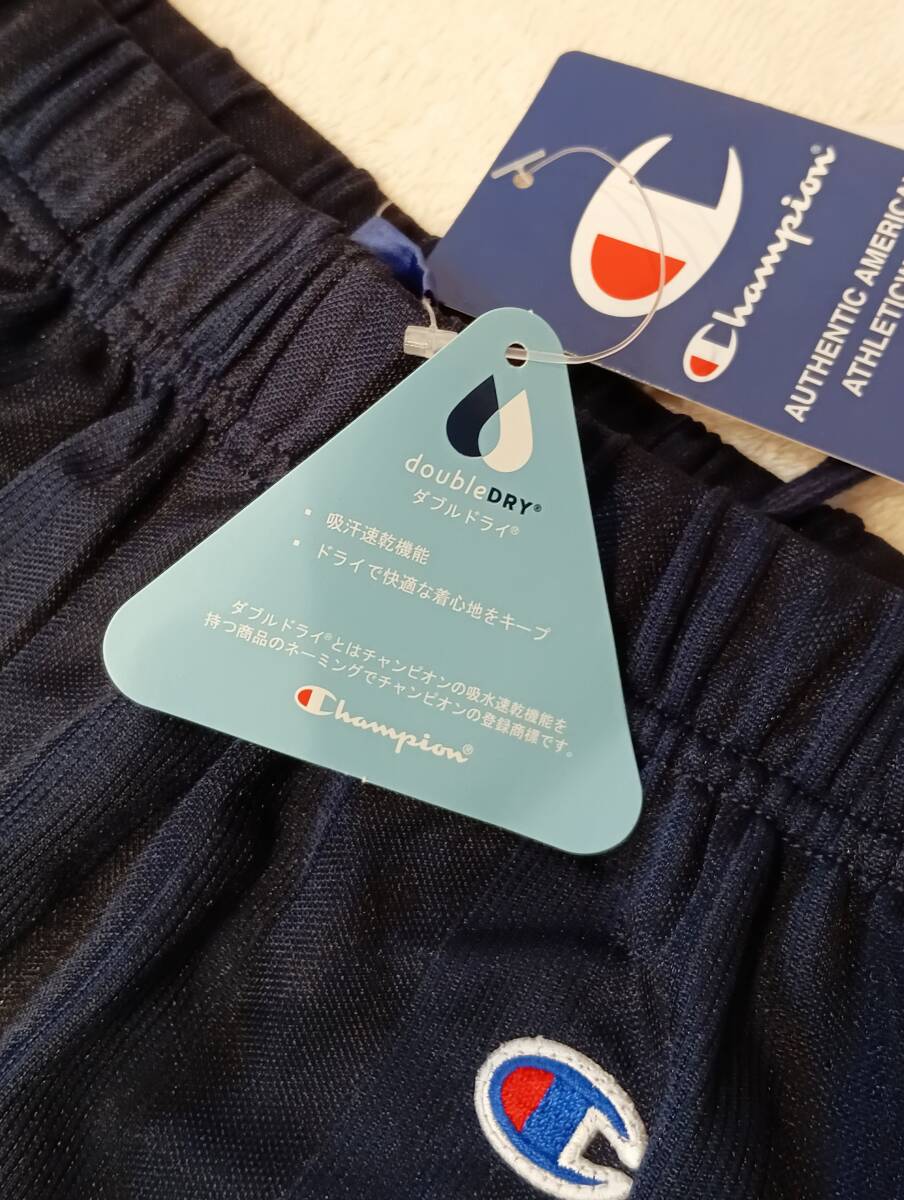 Champion®
AUTHENTIC AMERICAN
ATHLETICW
doubleDRY®
ダブルドライ®
▪ 吸汗速乾機能
▪ ドライで快適な着心地をキープ
ダブルドライ®とはチャンピオンの吸水速乾機能を
持つ商品のネーミングでチャンピオンの登録商標です。
Champion®